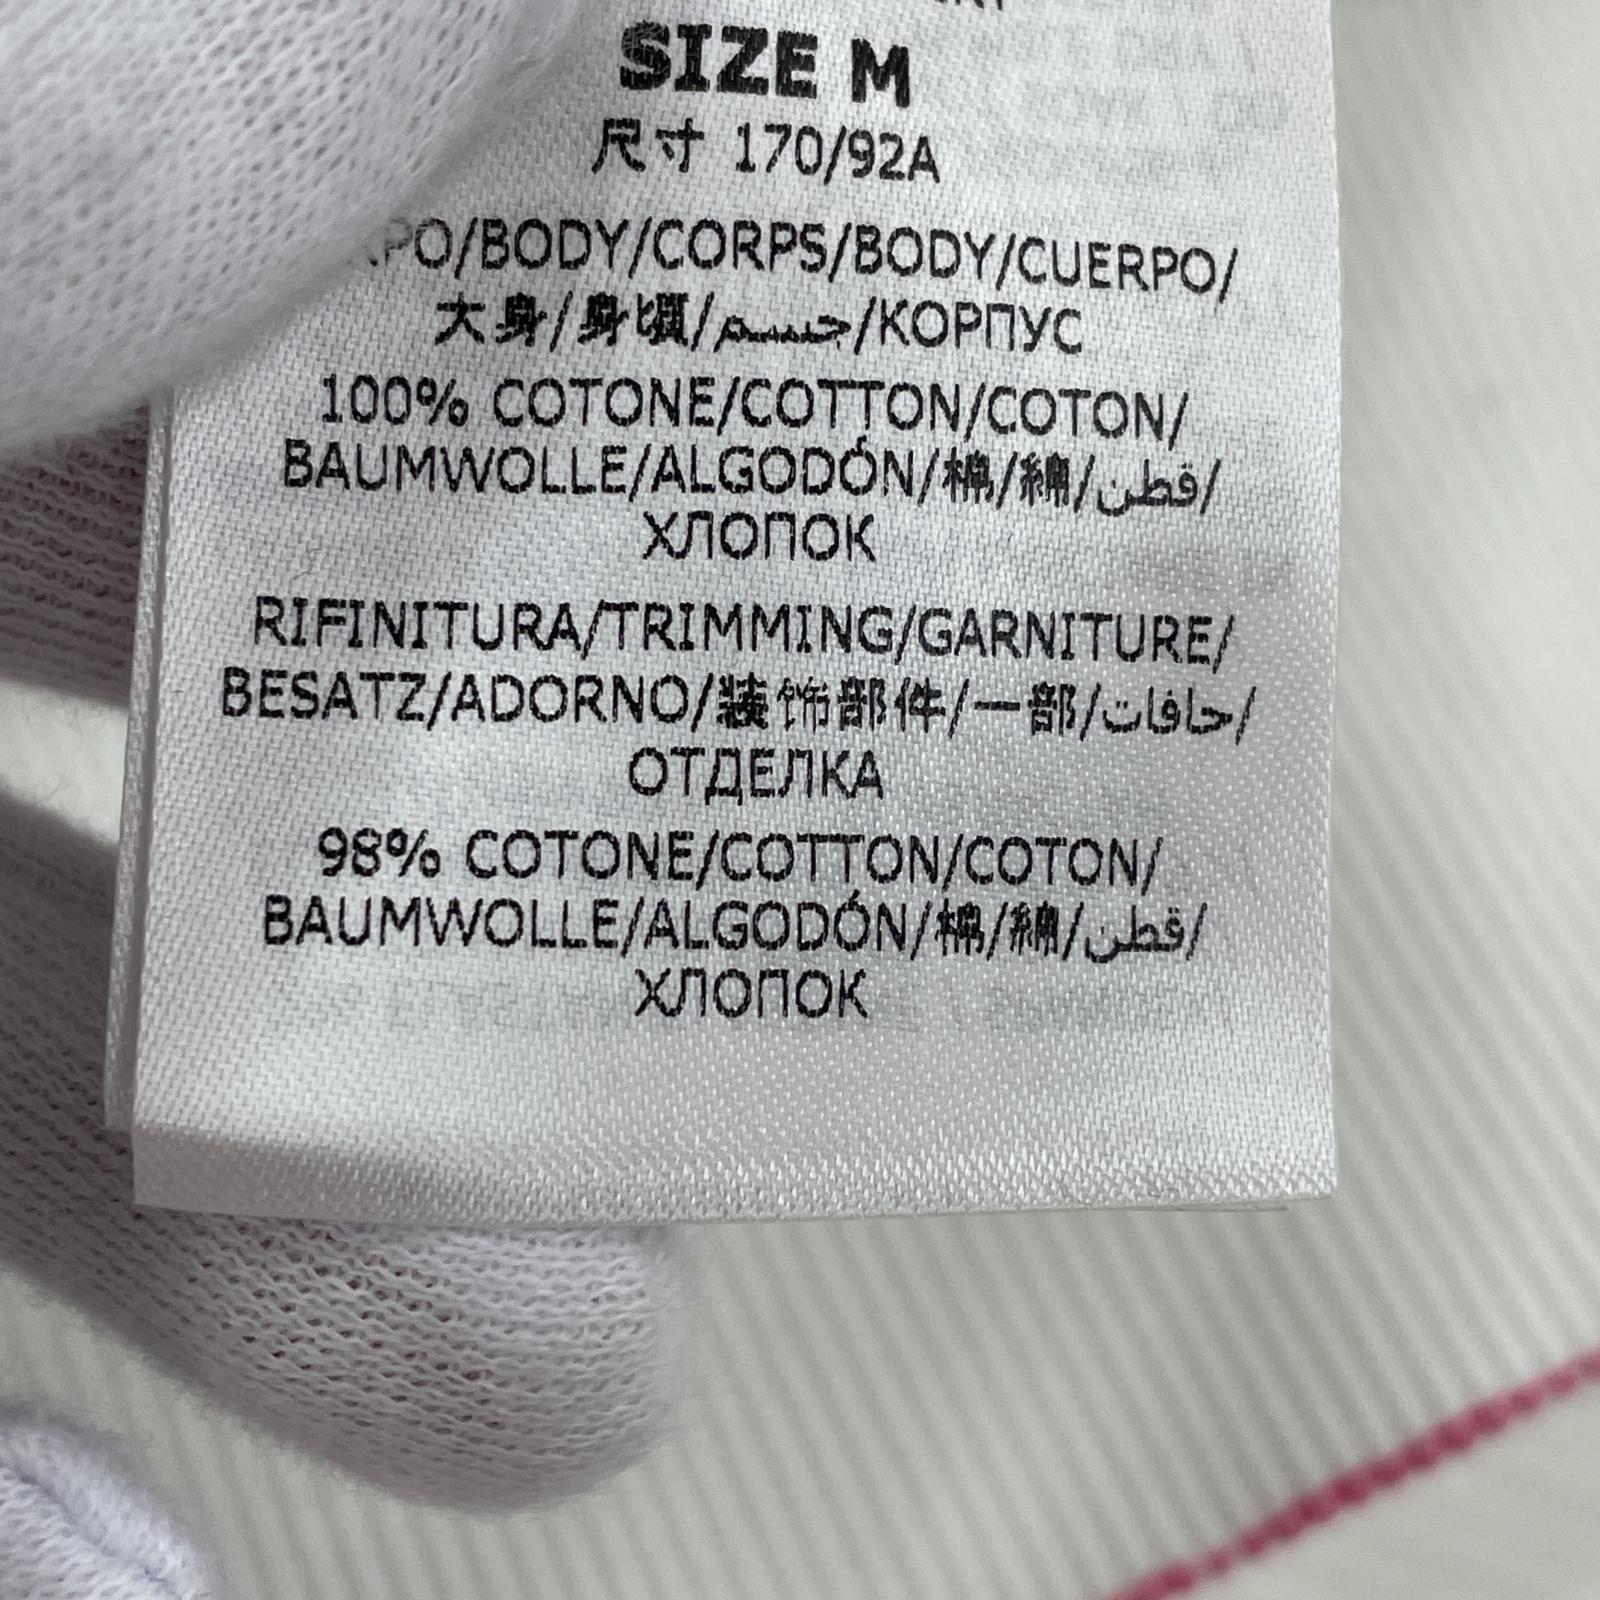 SIZE M
尺寸 170/92A
PO/BODY/CORPS/BODY/CUERPO/
大身/身頃/جسم/КОРПУС
100% COTONE/COTTON/COTON/
BAUMWOLLE/ALGODÓN/棉/綿/قطن/
ХЛОПОК
RIFINITURA/TRIMMING/GARNITURE/
BESATZ/ADORNO/装饰部件/一部/حافات/
ОТДЕЛКА
98% COTONE/COTTON/COTON/
BAUMWOLLE/ALGODÓN/棉/綿/قطن/
ХЛОПОК